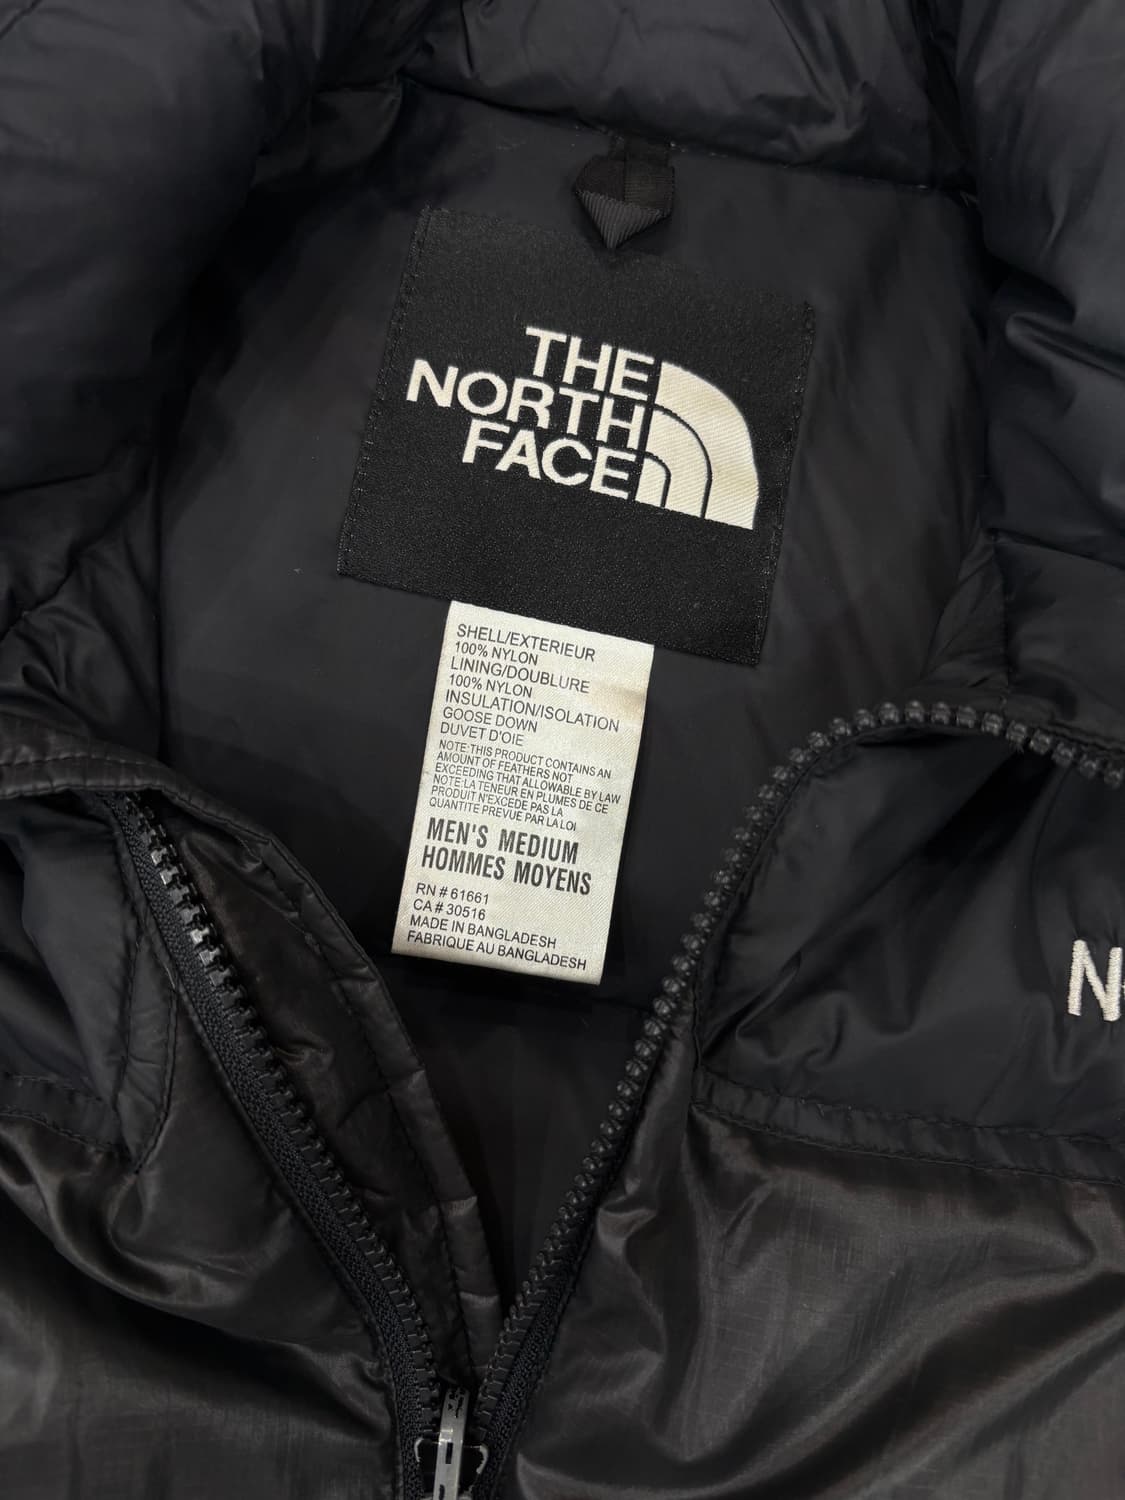 THE
NORTH
FACE
SHELL/EXTERIEUR
100% NYLON
LINING/DOUBLURE
100% NYLON
INSULATION/ISOLATION
GOOSE DOWN
DUVET D'OIE
NOTE:THIS PRODUCT CONTAINS AN
AMOUNT OF FEATHERS NOT
EXCEEDING THAT ALLOWABLE BY LAW
NOTE:LA TENEUR EN PLUMES DE CE
PRODUIT N'EXCEDE PAS LA
QUANTITE PREVUE PAR LA LOI
MEN'S MEDIUM
HOMMES MOYENS
RN # 61661
CA # 30516
MADE IN BANGLADESH
FABRIQUE AU BANGLADESH
N